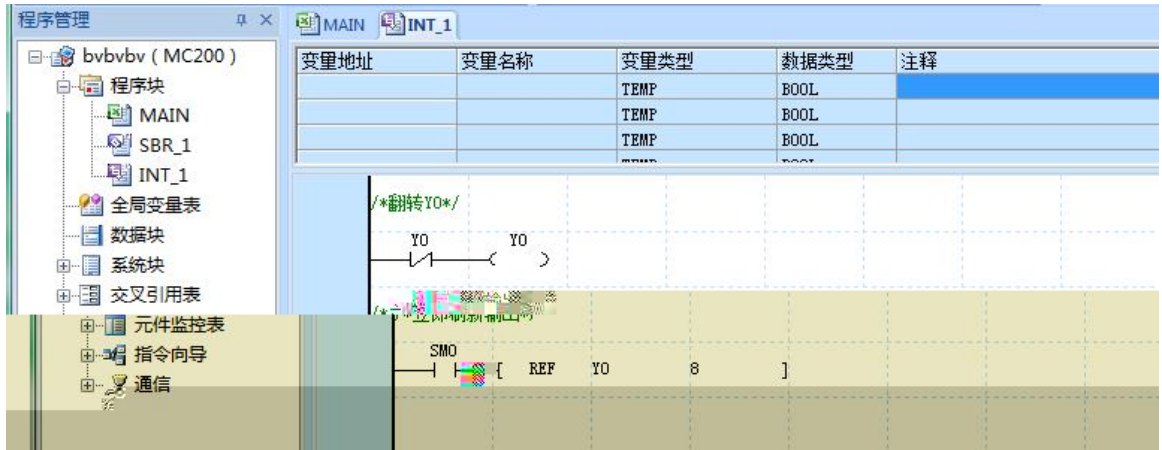 程序管理
MAIN INT_1
bvbvbv ( MC200 )
程序块
MAIN
SBR_1
INT_1
全局变量表
数据块
系统块
交叉引用表
元件监控表
指令向导
通信
变量地址 变量名称 变量类型 数据类型 注释
TEMP BOOL
TEMP BOOL
TEMP BOOL
/*翻转Y0*/
Y0 Y0
SM0
[ REF Y0 8 ]